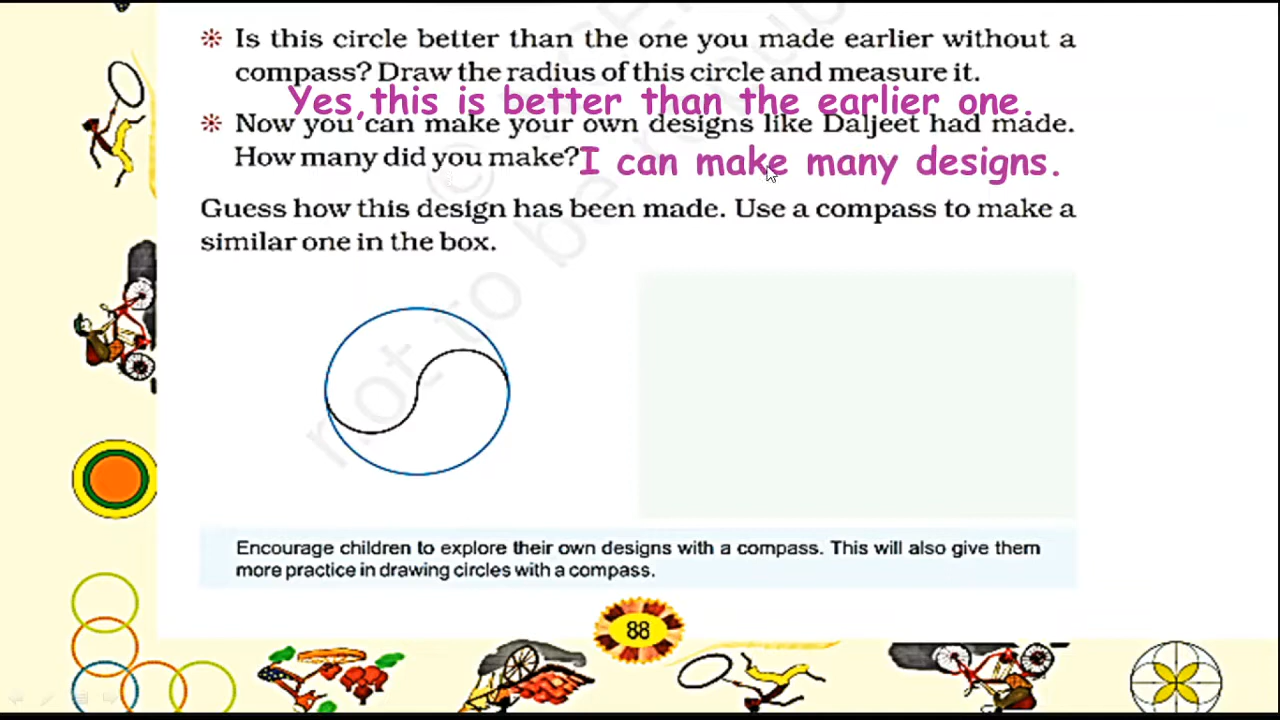 Is this circle better than the one you made earlier without a
compass? Draw the radius of this circle and measure it.
Yes,this is better than the earlier one.
Now you can make your own designs like Daljeet had made.
How many did you make? I can make many designs.
Guess how this design has been made. Use a compass to make a
similar one in the box.
not to be
Encourage children to explore their own designs with a compass. This will also give them
more practice in drawing circles with a compass.
88